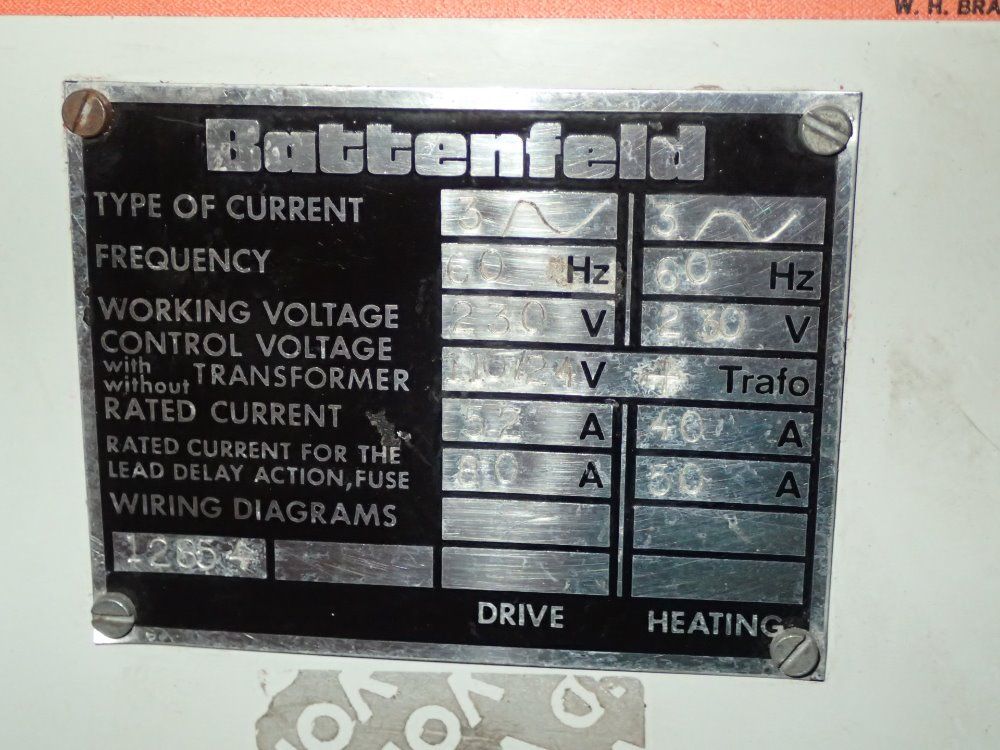 W. H. BRA
Battenfeld
TYPE OF CURRENT 3 3
FREQUENCY 60 Hz 60 Hz
WORKING VOLTAGE 230 V 230 V
CONTROL VOLTAGE
with
without TRANSFORMER 110/24 V + Trafo
RATED CURRENT 52 A 40 A
RATED CURRENT FOR THE
LEAD DELAY ACTION, FUSE 80 A 50 A
WIRING DIAGRAMS
12654
DRIVE HEATING